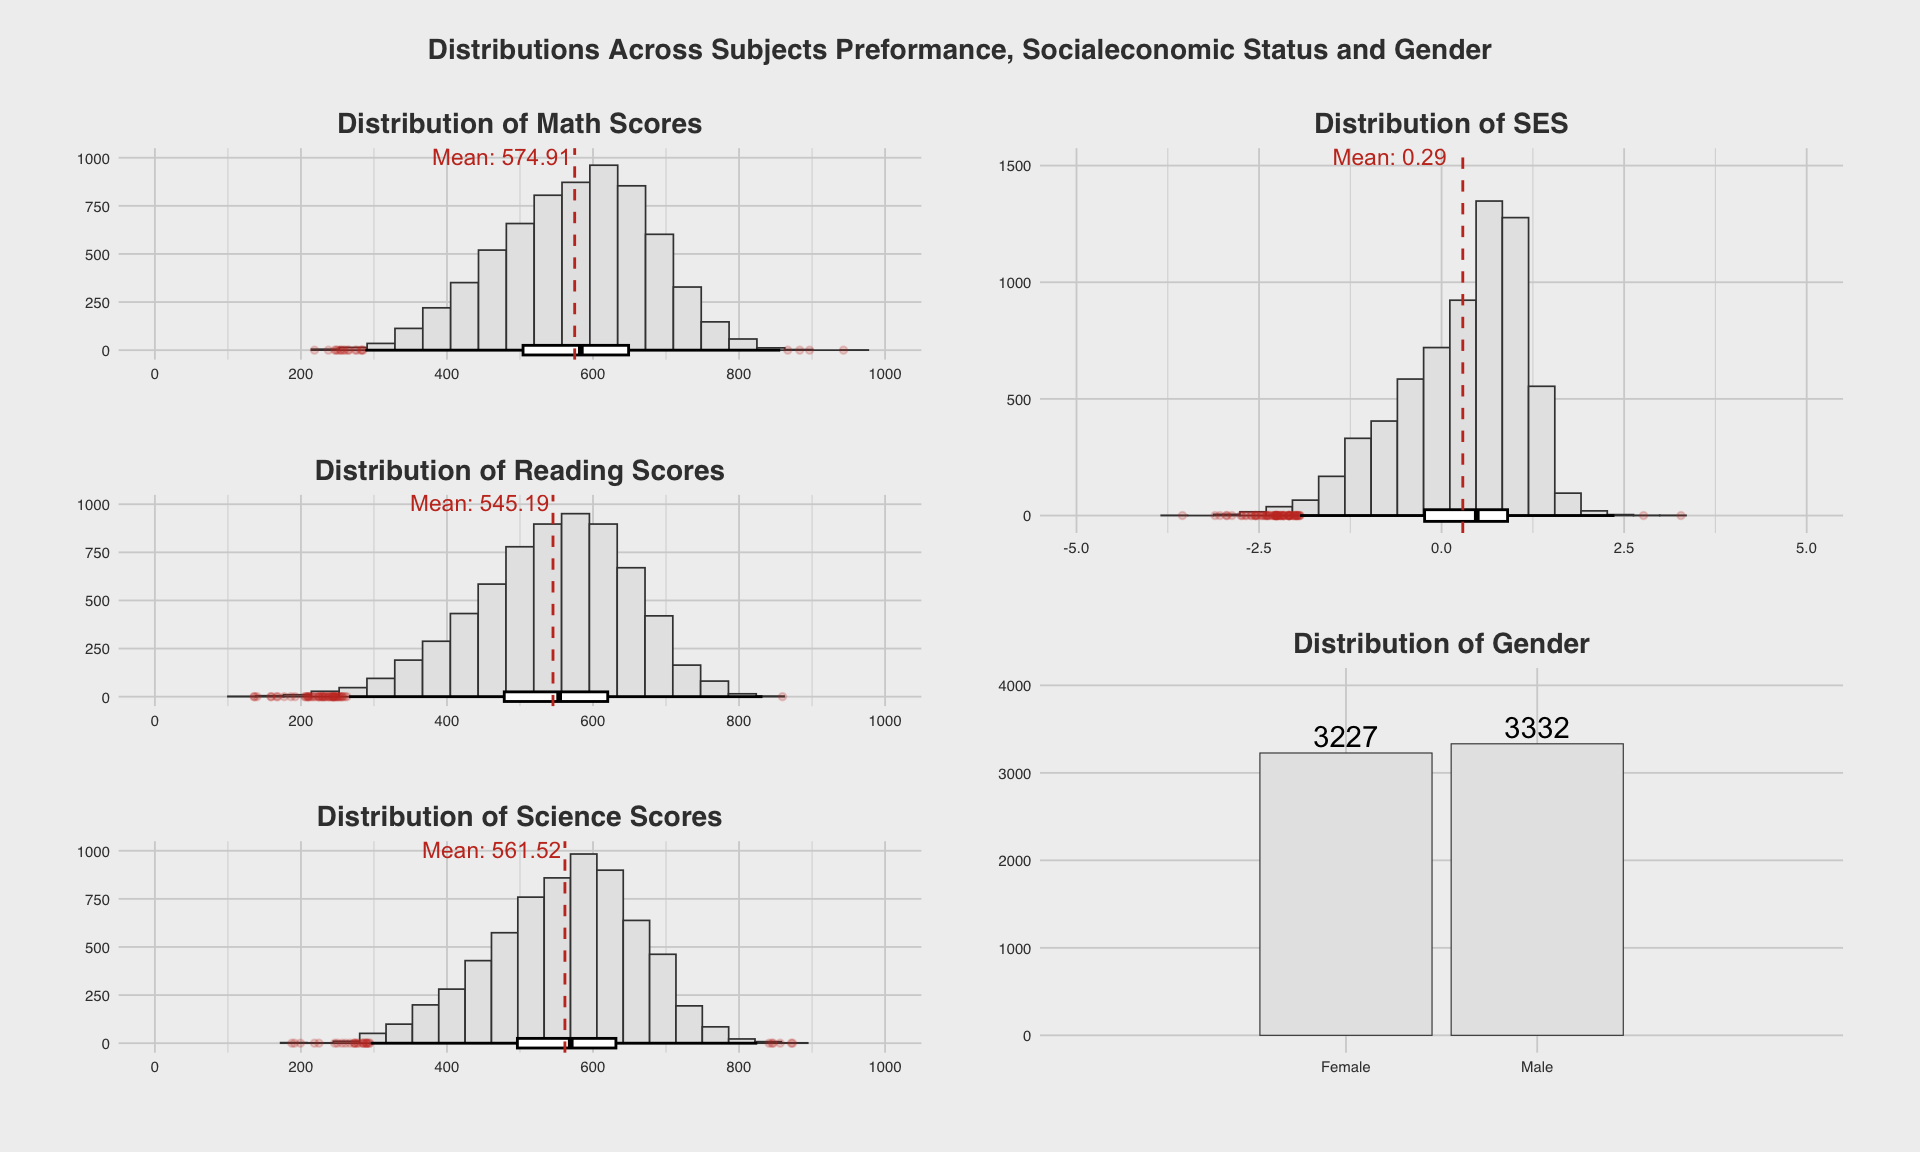 Distributions Across Subjects Preformance, Socialeconomic Status and Gender
Distribution of Math Scores
Mean: 574.91
1000
750
500
250
0
0 200 400 600 800 1000
Distribution of Reading Scores
Mean: 545.19
1000
750
500
250
0
0 200 400 600 800 1000
Distribution of Science Scores
Mean: 561.52
1000
750
500
250
0
0 200 400 600 800 1000
Distribution of SES
Mean: 0.29
1500
1000
500
0
-5.0 -2.5 0.0 2.5 5.0
Distribution of Gender
4000
3000
2000
1000
0
3227 3332
Female Male